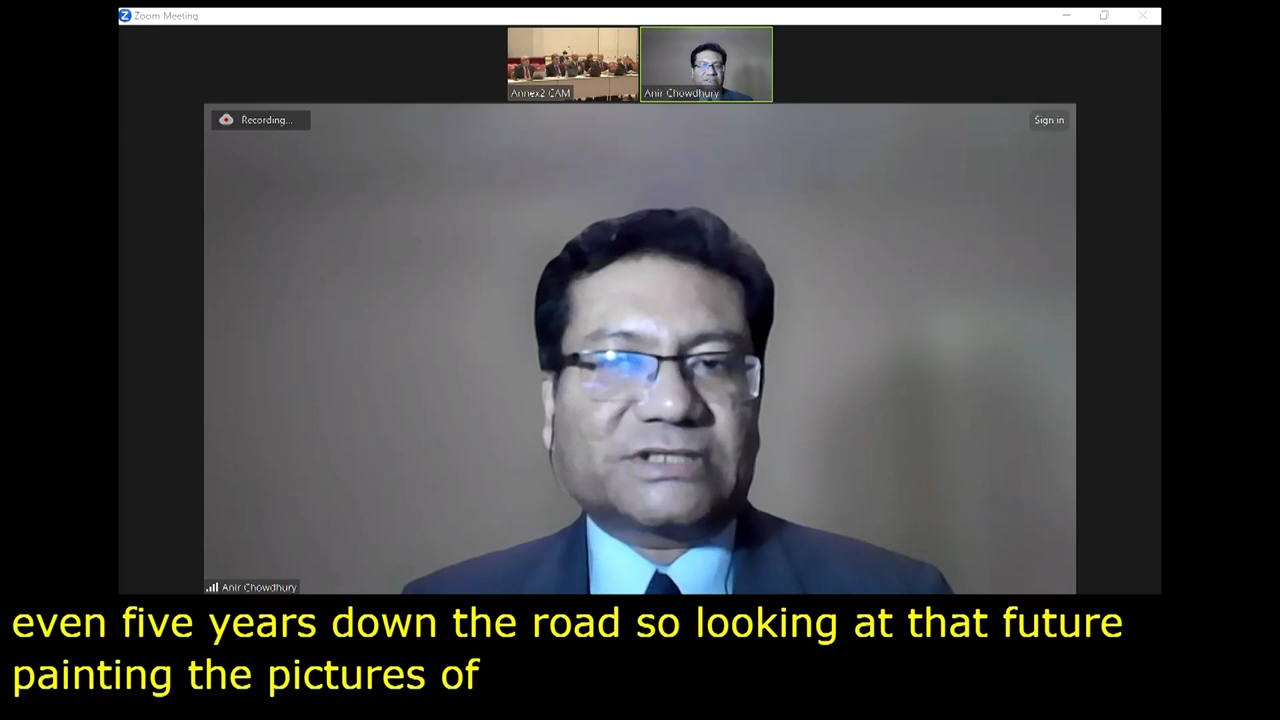 Zoom Meeting
Annex2 CAM
Anir Chowdhury
Recording...
Sign in
Anir Chowdhury
even five years down the road so looking at that future
painting the pictures of